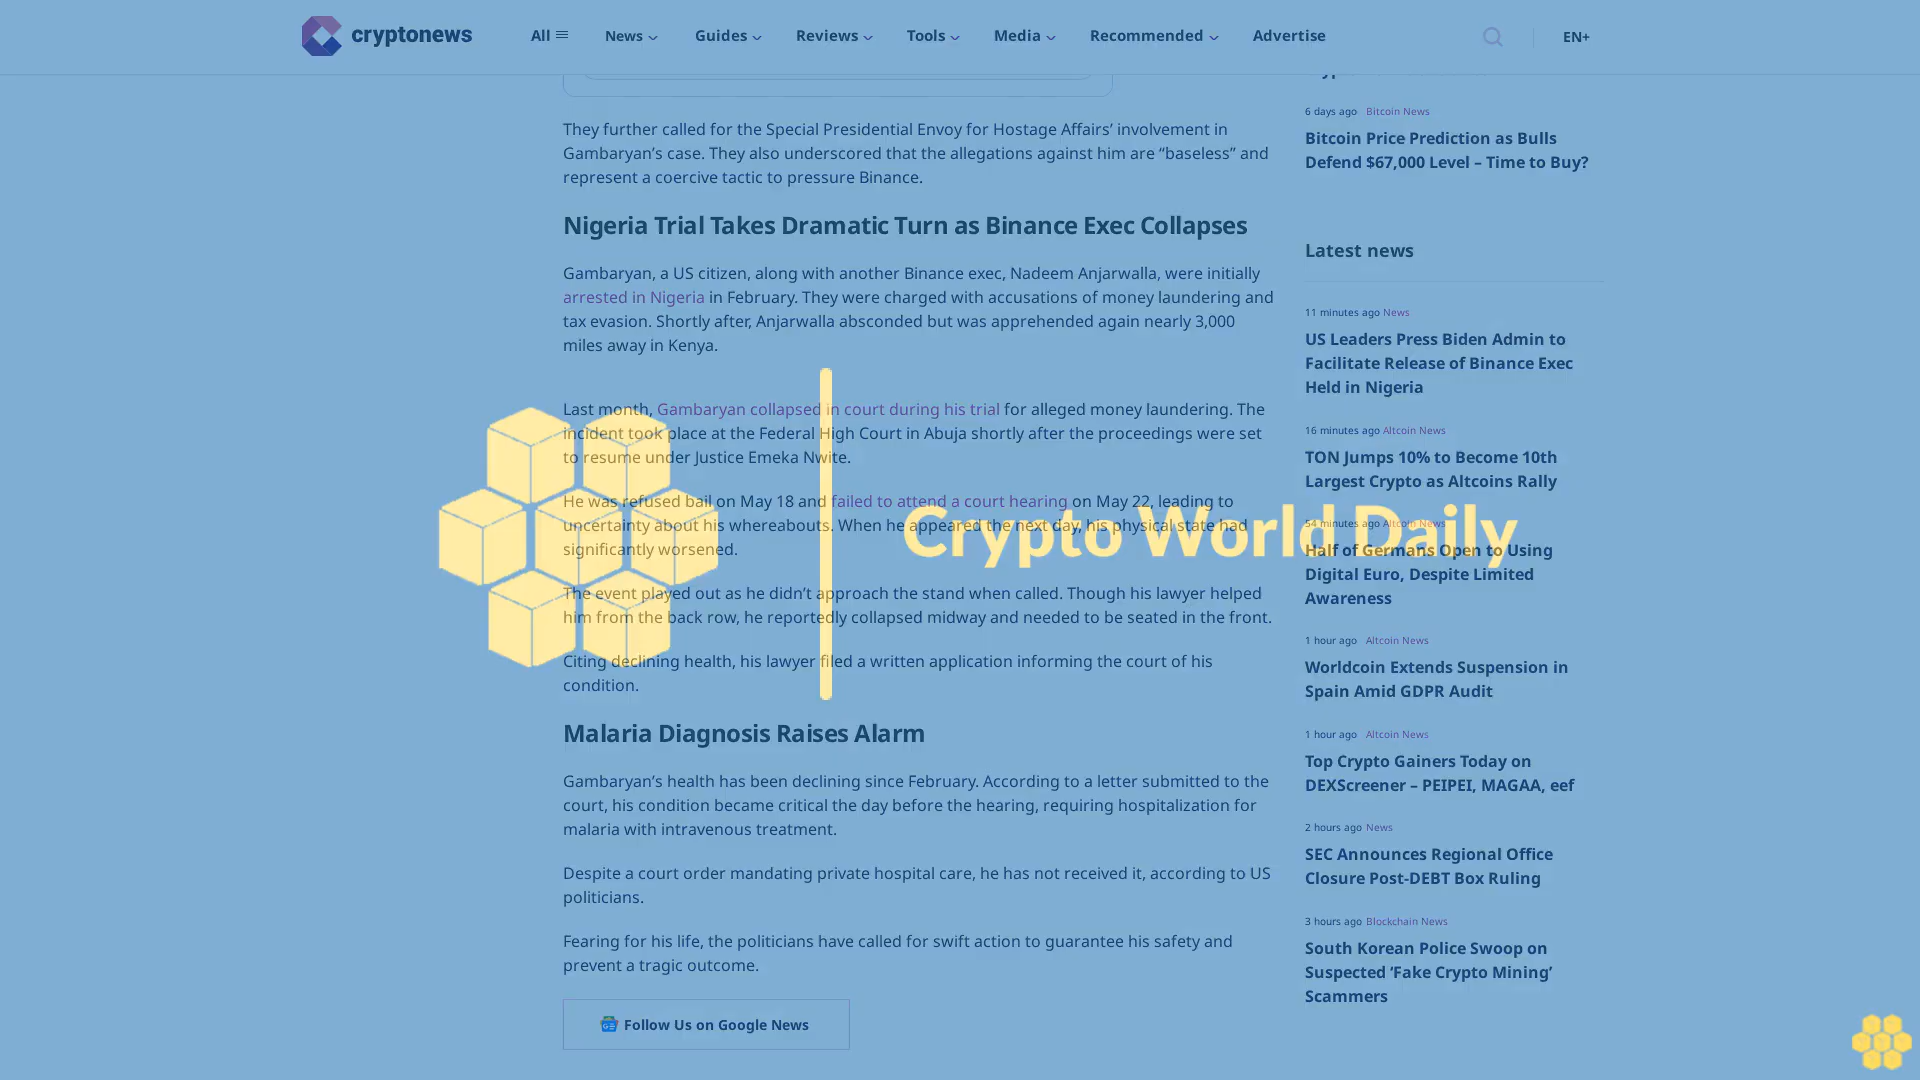 cryptonews
All
News
Guides
Reviews
Tools
Media
Recommended
Advertise
EN+
They further called for the Special Presidential Envoy for Hostage Affairs’ involvement in
Gambaryan’s case. They also underscored that the allegations against him are “baseless” and
represent a coercive tactic to pressure Binance.
Nigeria Trial Takes Dramatic Turn as Binance Exec Collapses
Gambaryan, a US citizen, along with another Binance exec, Nadeem Anjarwalla, were initially
arrested in Nigeria in February. They were charged with accusations of money laundering and
tax evasion. Shortly after, Anjarwalla absconded but was apprehended again nearly 3,000
miles away in Kenya.
Last month, Gambaryan collapsed in court during his trial for alleged money laundering. The
incident took place at the Federal High Court in Abuja shortly after the proceedings were set
to resume under Justice Emeka Nwite.
He was refused bail on May 18 and failed to attend a court hearing on May 22, leading to
uncertainty about his whereabouts. When he appeared the next day, his physical state had
significantly worsened.
The event played out as he didn’t approach the stand when called. Though his lawyer helped
him from the back row, he reportedly collapsed midway and needed to be seated in the front.
Citing declining health, his lawyer filed a written application informing the court of his
condition.
Malaria Diagnosis Raises Alarm
Gambaryan’s health has been declining since February. According to a letter submitted to the
court, his condition became critical the day before the hearing, requiring hospitalization for
malaria with intravenous treatment.
Despite a court order mandating private hospital care, he has not received it, according to US
politicians.
Fearing for his life, the politicians have called for swift action to guarantee his safety and
prevent a tragic outcome.
Follow Us on Google News
Crypto World Daily
6 days ago Bitcoin News
Bitcoin Price Prediction as Bulls
Defend $67,000 Level – Time to Buy?
Latest news
11 minutes ago News
US Leaders Press Biden Admin to
Facilitate Release of Binance Exec
Held in Nigeria
16 minutes ago Altcoin News
TON Jumps 10% to Become 10th
Largest Crypto as Altcoins Rally
54 minutes ago Altcoin News
Half of Germans Open to Using
Digital Euro, Despite Limited
Awareness
1 hour ago Altcoin News
Worldcoin Extends Suspension in
Spain Amid GDPR Audit
1 hour ago Altcoin News
Top Crypto Gainers Today on
DEXScreener – PEIPEI, MAGAA, eef
2 hours ago News
SEC Announces Regional Office
Closure Post-DEBT Box Ruling
3 hours ago Blockchain News
South Korean Police Swoop on
Suspected ‘Fake Crypto Mining’
Scammers